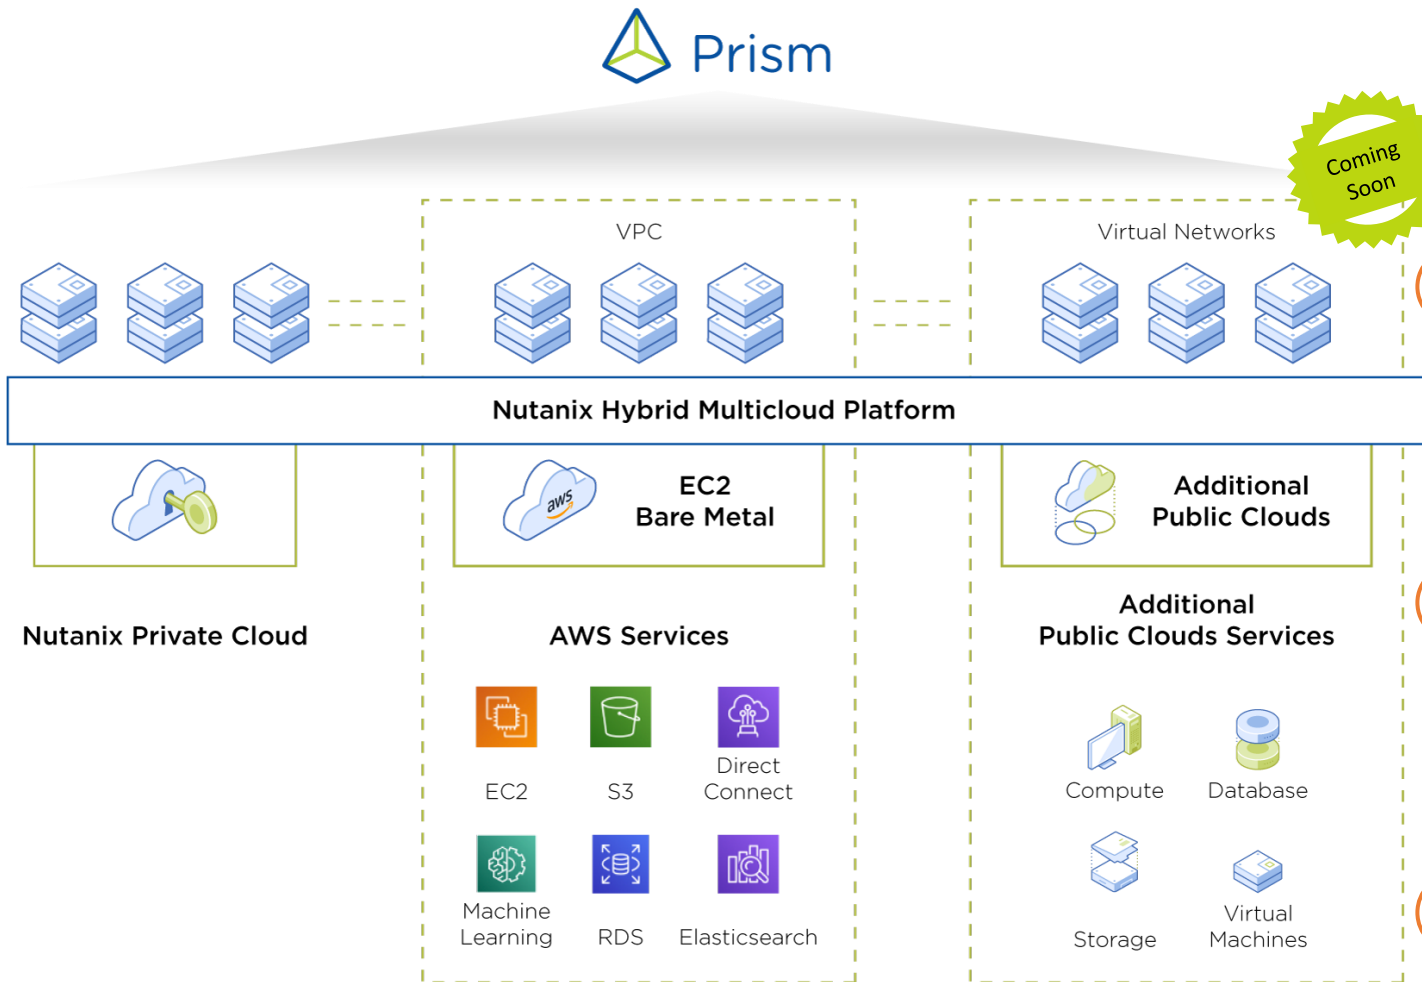 Prism
Coming
Soon
VPC
Virtual Networks
Nutanix Hybrid Multicloud Platform
aws
EC2
Bare Metal
Additional
Public Clouds
Nutanix Private Cloud
AWS Services
Additional
Public Clouds Services
EC2
S3
Direct
Connect
Compute
Database
Machine
Learning
RDS
Elasticsearch
Storage
Virtual
Machines